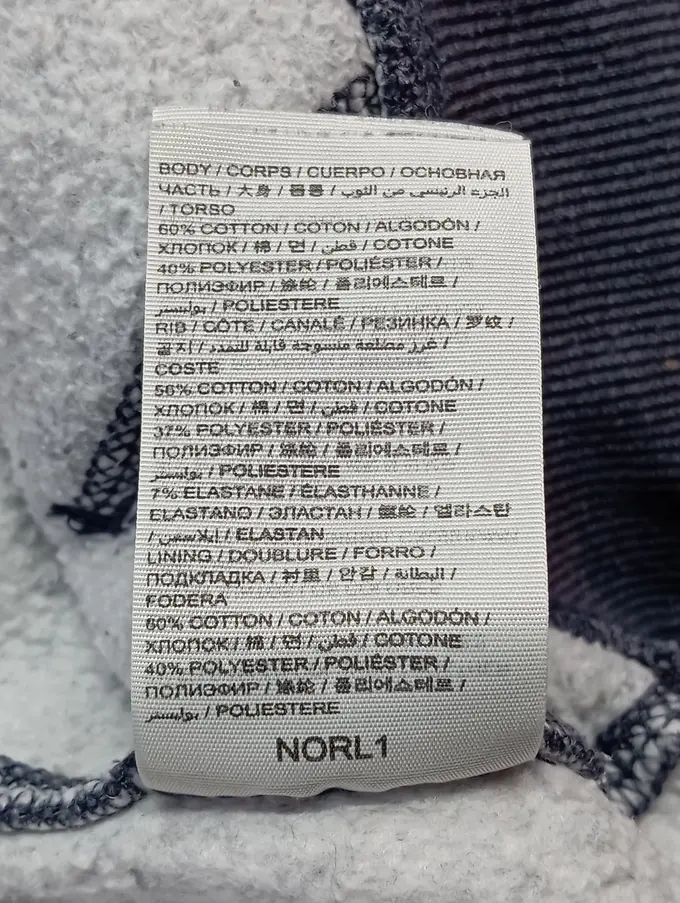 BODY / CORPS / CUERPO / ОСНОВНАЯ
ЧАСТЬ / 大身 / 몸통 / الجزء الرئيسي من الثوب
/ TORSO
60% COTTON / COTON / ALGODÓN /
ХЛОПОК / 棉 / 면 / قطن / COTONE
40% POLYESTER / POLIÉSTER /
ПОЛИЭФИР / 涤纶 / 폴리에스테르 /
بوليستر / POLIESTERE
RIB / CÔTE / CANALÉ / РЕЗИНКА / 罗纹 /
골지 / غرز مضلعة منسوجة قابلة للتمدد /
COSTE
56% COTTON / COTON / ALGODÓN /
ХЛОПОК / 棉 / 면 / قطن / COTONE
37% POLYESTER / POLIÉSTER /
ПОЛИЭФИР / 涤纶 / 폴리에스테르 /
بوليستر / POLIESTERE
7% ELASTANE / ÉLASTHANNE /
ELASTANO / ЭЛАСТАН / 氨纶 / 엘라스탄
/ إيلاستين / ELASTAN
LINING / DOUBLURE / FORRO /
ПОДКЛАДКА / 衬里 / 안감 / البطانة /
FODERA
60% COTTON / COTON / ALGODÓN /
ХЛОПОК / 棉 / 면 / قطن / COTONE
40% POLYESTER / POLIÉSTER /
ПОЛИЭФИР / 涤纶 / 폴리에스테르 /
بوليستر / POLIESTERE
NORL1